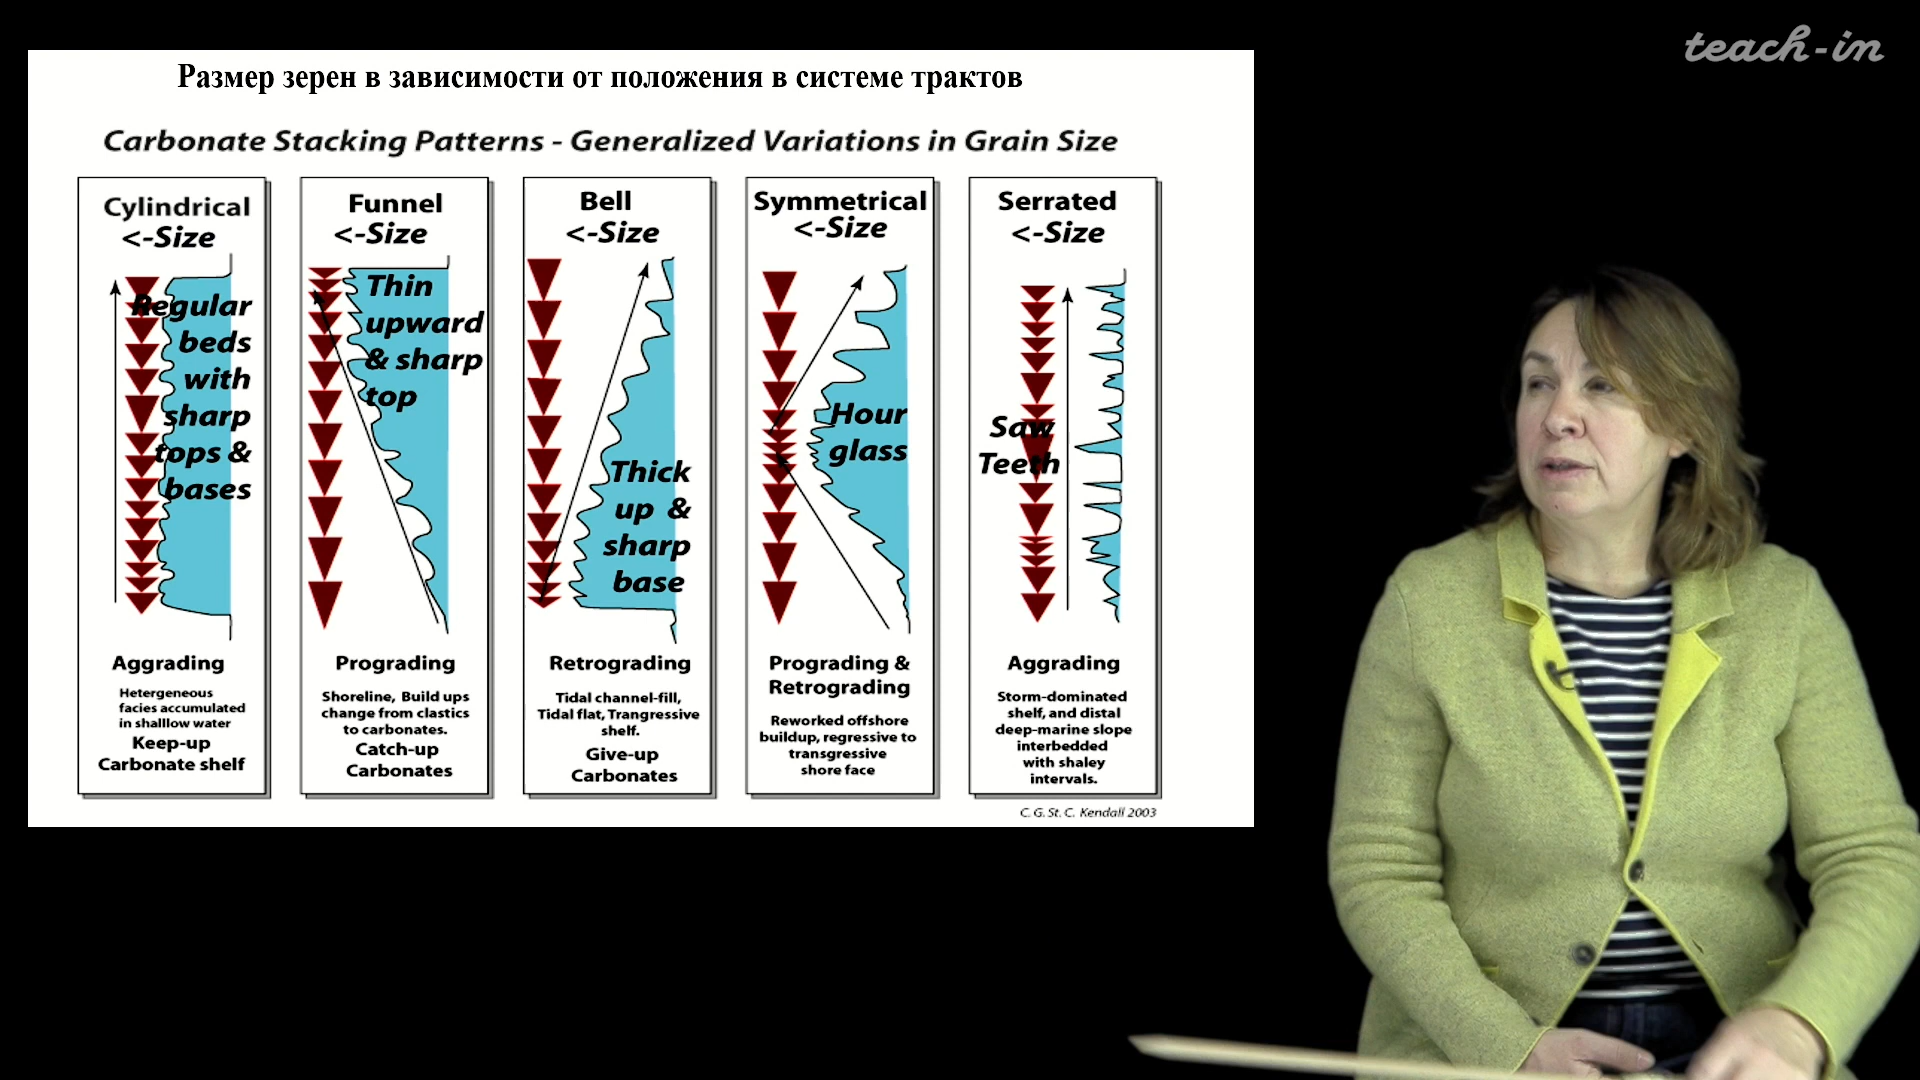 teach-in
Размер зерен в зависимости от положения в системе трактов
Carbonate Stacking Patterns - Generalized Variations in Grain Size
Cylindrical
<-Size
Regular
beds
with
sharp
tops &
bases
Aggrading
Hetergeneous
facies accumulated
in shalllow water
Keep-up
Carbonate shelf
Funnel
<-Size
Thin
upward
& sharp
top
Prograding
Shoreline, Build ups
change from clastics
to carbonates.
Catch-up
Carbonates
Bell
<-Size
Thick
up &
sharp
base
Retrograding
Tidal channel-fill,
Tidal flat, Trangressive
shelf.
Give-up
Carbonates
Symmetrical
<-Size
Hour
glass
Prograding &
Retrograding
Reworked offshore
buildup, regressive to
transgressive
shore face
Serrated
<-Size
Saw
Teeth
Aggrading
Storm-dominated
shelf, and distal
deep-marine slope
interbedded
with shaley
intervals.
C. G. St. C. Kendall 2003